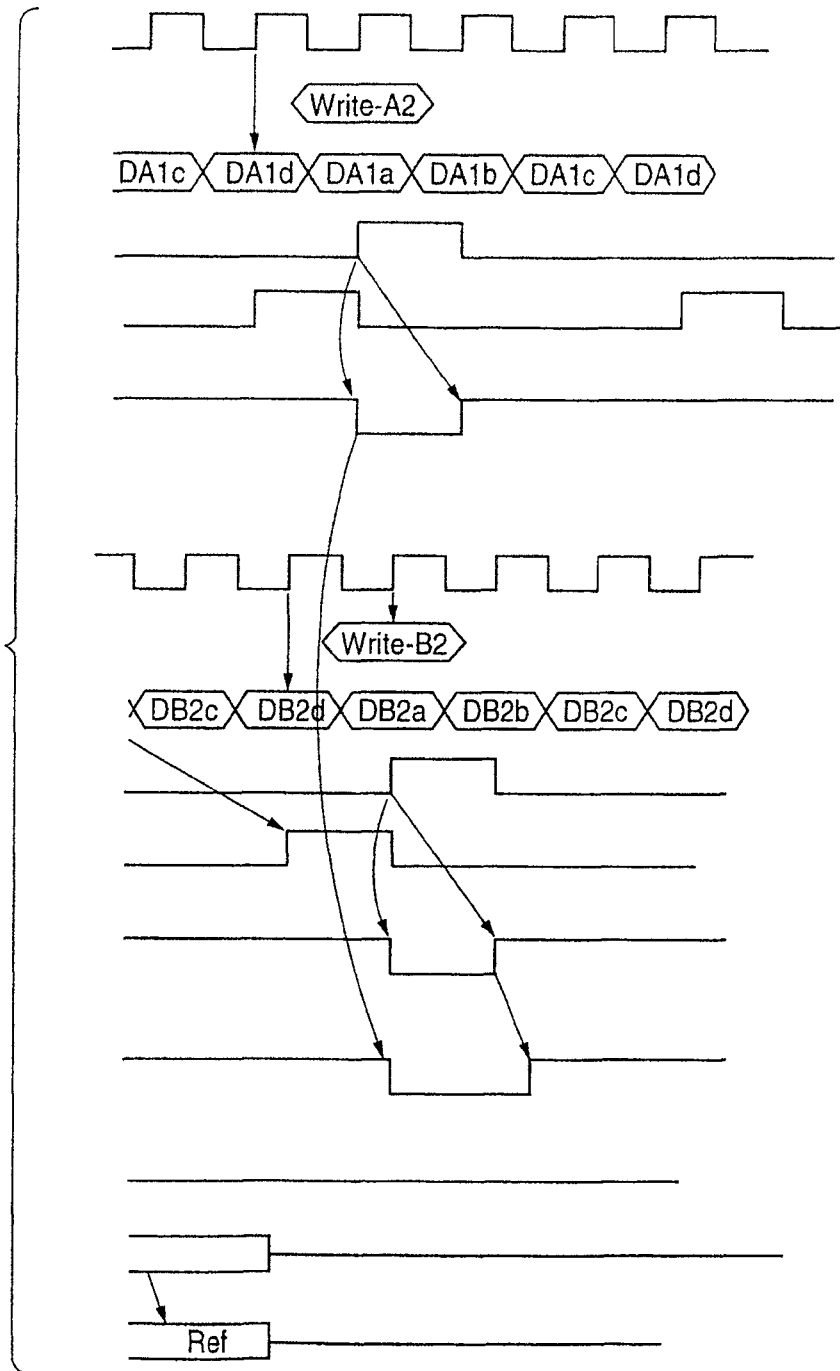 Write-A2
DA1c DA1d DA1a DA1b DA1c DA1d
Write-B2
DB2c DB2d DB2a DB2b DB2c DB2d
Ref